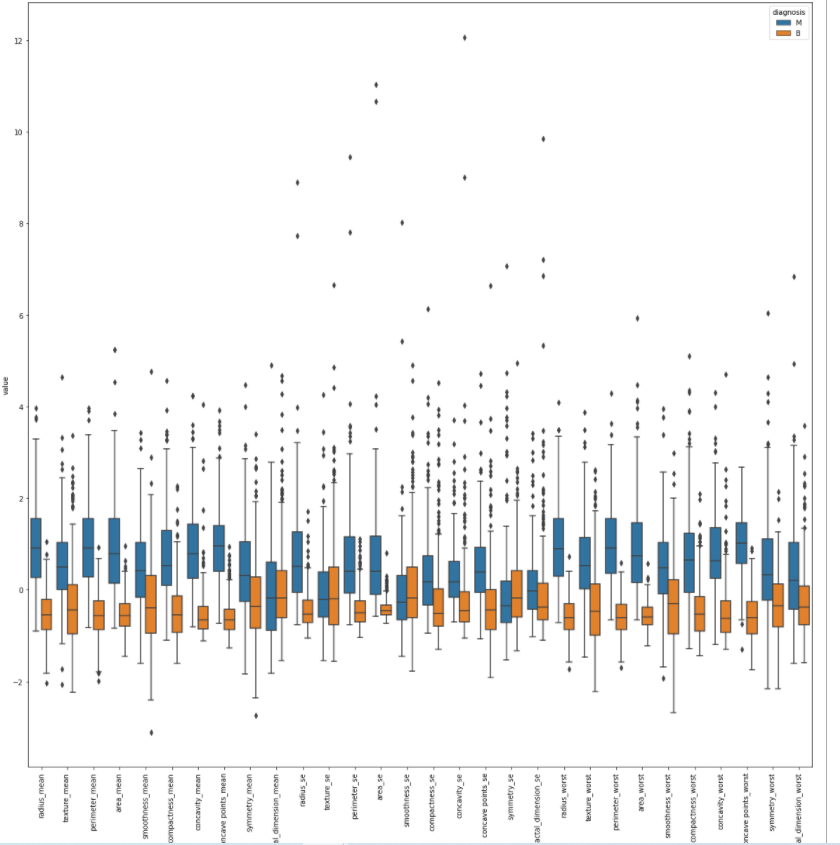 diagnosis
M
B
12
10
8
6
4
2
0
−2
value
radius_mean
texture_mean
perimeter_mean
area_mean
smoothness_mean
compactness_mean
concavity_mean
ncave points_mean
symmetry_mean
al_dimension_mean
radius_se
texture_se
perimeter_se
area_se
smoothness_se
compactness_se
concavity_se
concave points_se
symmetry_se
actal_dimension_se
radius_worst
texture_worst
perimeter_worst
area_worst
smoothness_worst
compactness_worst
concavity_worst
ncave points_worst
symmetry_worst
al_dimension_worst